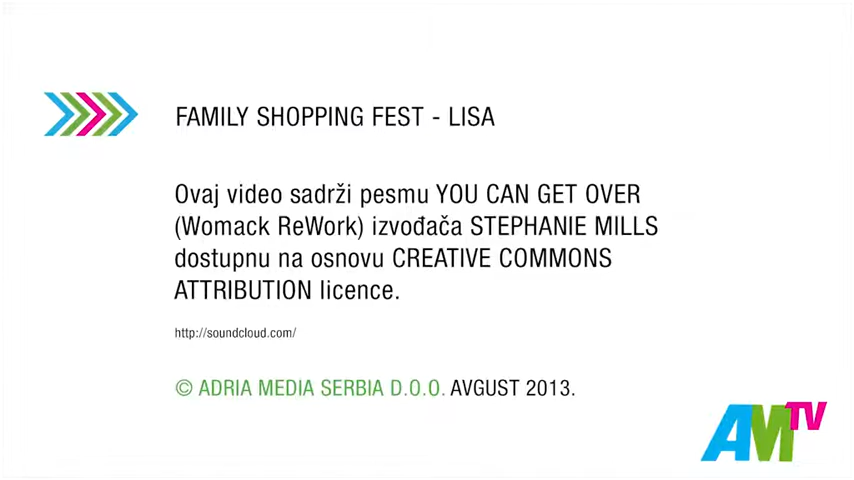 FAMILY SHOPPING FEST - LISA
Ovaj video sadrži pesmu YOU CAN GET OVER
(Womack ReWork) izvođača STEPHANIE MILLS
dostupnu na osnovu CREATIVE COMMONS
ATTRIBUTION licence.
http://soundcloud.com/
© ADRIA MEDIA SERBIA D.O.O. AVGUST 2013.
AMTV